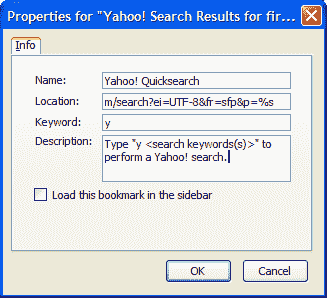 Properties for "Yahoo! Search Results for fir...
Info
Name: Yahoo! Quicksearch
Location: m/search?ei=UTF-8&fr=sfp&p=%s
Keyword: y
Description: Type "y <search keywords(s)>" to
perform a Yahoo! search.
Load this bookmark in the sidebar
OK Cancel